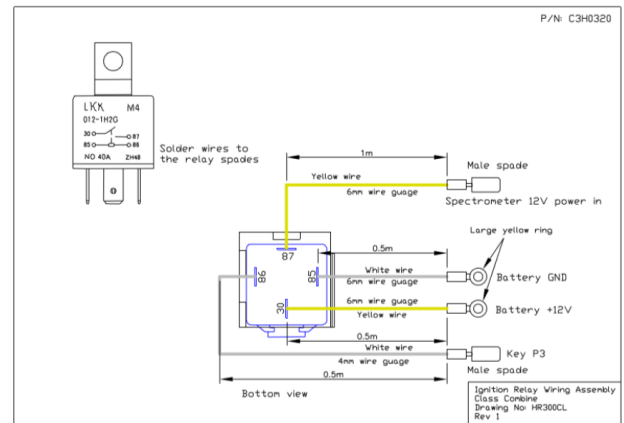 P/N: C3H0320
LKK M4
012-1H2G
30 87
85 86
NO 40A ZH48
Solder wires to
the relay spades
1m
Yellow wire
6mm wire guage
Male spade
Spectrometer 12V power in
Large yellow ring
0.5m
87
86
85
30
White wire
6mm wire guage
Battery GND
6mm wire guage
Yellow wire
Battery +12V
0.5m
White wire
4mm wire guage
Key P3
Male spade
0.5m
Bottom view
Ignition Relay Wiring Assembly
Class Combine
Drawing No: HR300CL
Rev 1